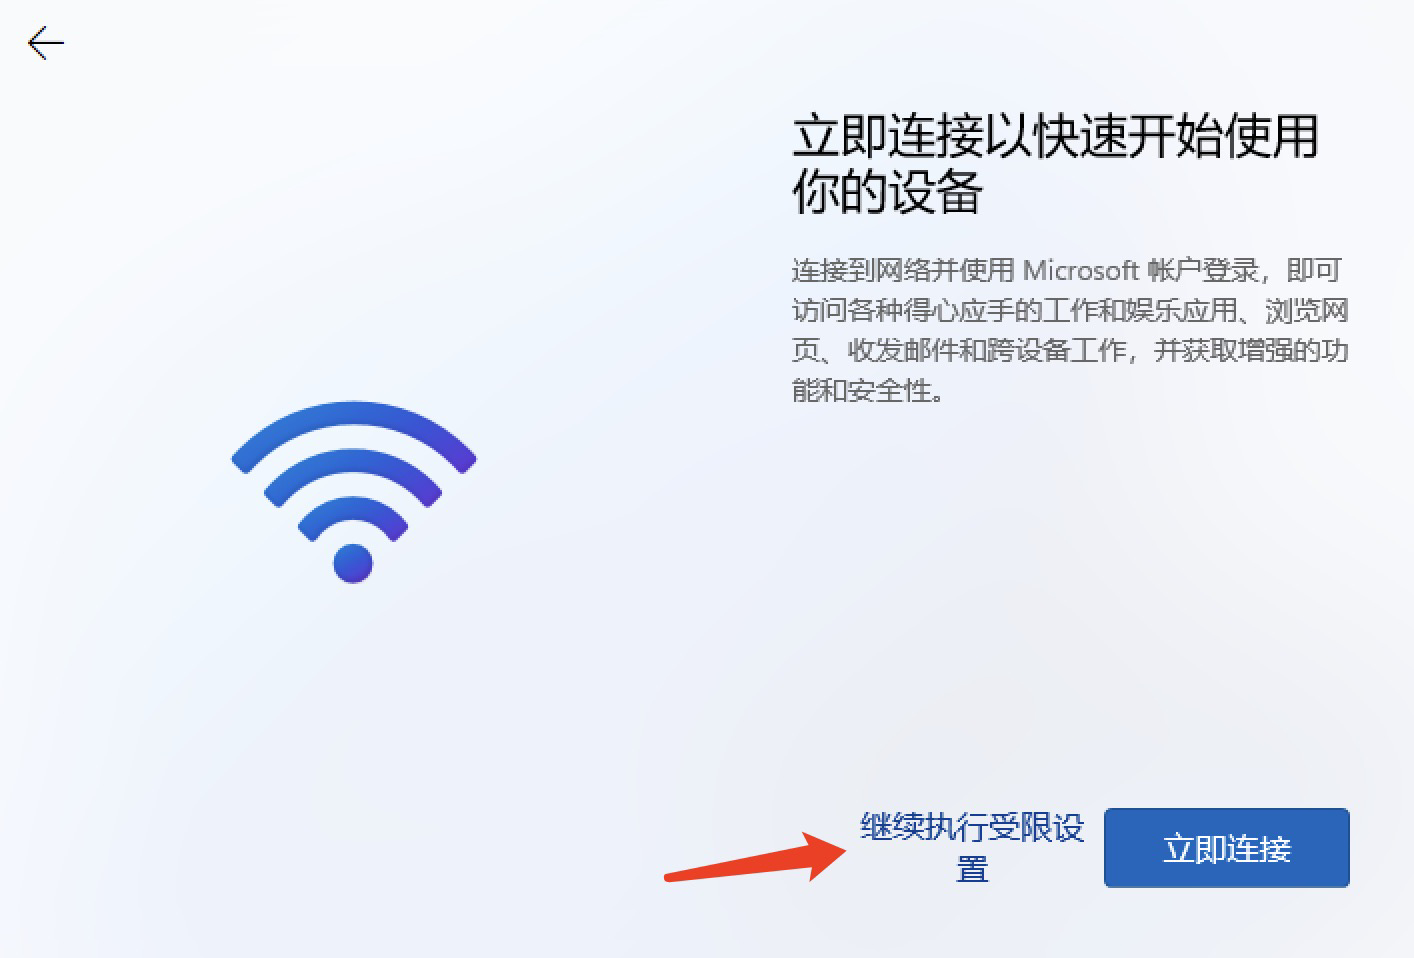 立即连接以快速开始使用
你的设备
连接到网络并使用 Microsoft 帐户登录，即可
访问各种得心应手的工作和娱乐应用、浏览网
页、收发邮件和跨设备工作，并获取增强的功
能和安全性。
继续执行受限设
置
立即连接